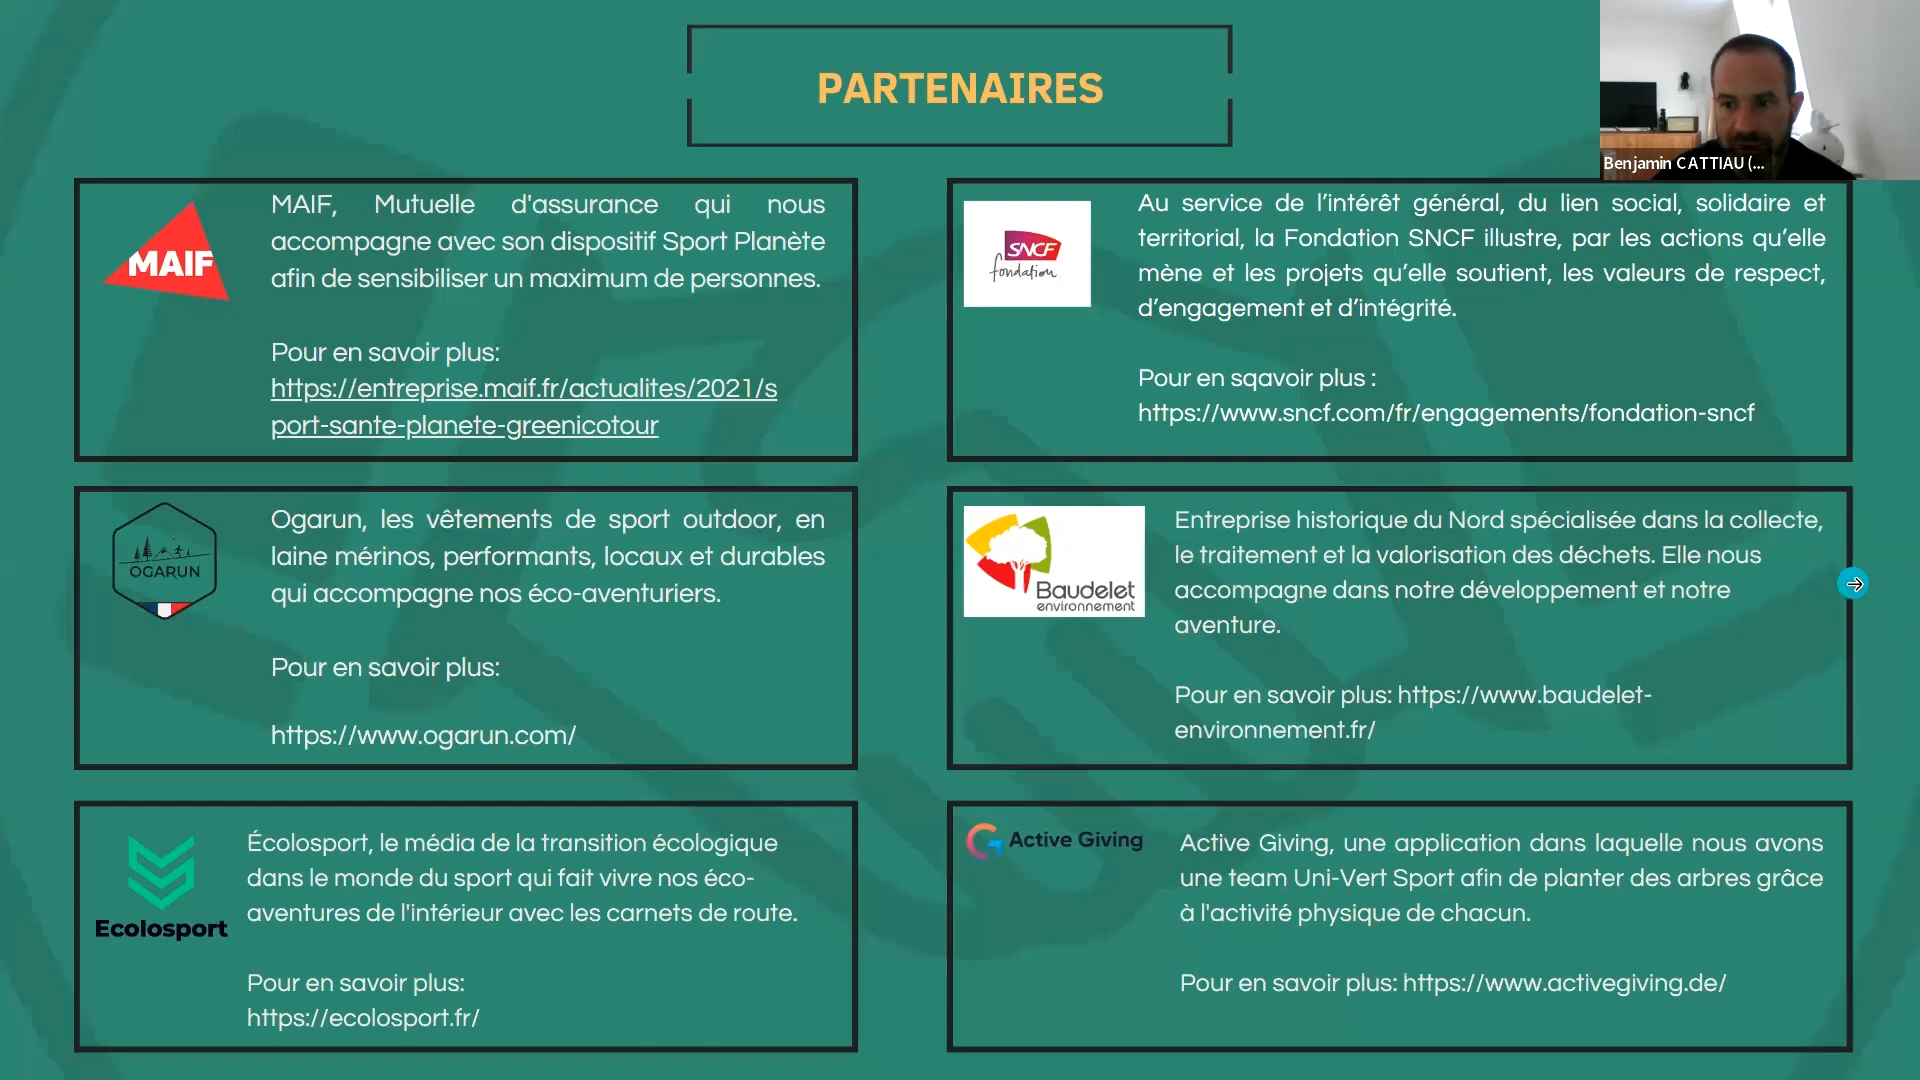 PARTENAIRES
Benjamin CATTIAU (...
MAIF
MAIF, Mutuelle d'assurance qui nous
accompagne avec son dispositif Sport Planète
afin de sensibiliser un maximum de personnes.
Pour en savoir plus:
https://entreprise.maif.fr/actualites/2021/s
port-sante-planete-greenicotour
SNCF
fondation
Au service de l’intérêt général, du lien social, solidaire et
territorial, la Fondation SNCF illustre, par les actions qu’elle
mène et les projets qu’elle soutient, les valeurs de respect,
d’engagement et d’intégrité.
Pour en sqavoir plus :
https://www.sncf.com/fr/engagements/fondation-sncf
OGARUN
Ogarun, les vêtements de sport outdoor, en
laine mérinos, performants, locaux et durables
qui accompagne nos éco-aventuriers.
Pour en savoir plus:
https://www.ogarun.com/
Baudelet
environnement
Entreprise historique du Nord spécialisée dans la collecte,
le traitement et la valorisation des déchets. Elle nous
accompagne dans notre développement et notre
aventure.
Pour en savoir plus: https://www.baudelet-
environnement.fr/
Ecolosport
Écolosport, le média de la transition écologique
dans le monde du sport qui fait vivre nos éco-
aventures de l'intérieur avec les carnets de route.
Pour en savoir plus:
https://ecolosport.fr/
Active Giving
Active Giving, une application dans laquelle nous avons
une team Uni-Vert Sport afin de planter des arbres grâce
à l'activité physique de chacun.
Pour en savoir plus: https://www.activegiving.de/